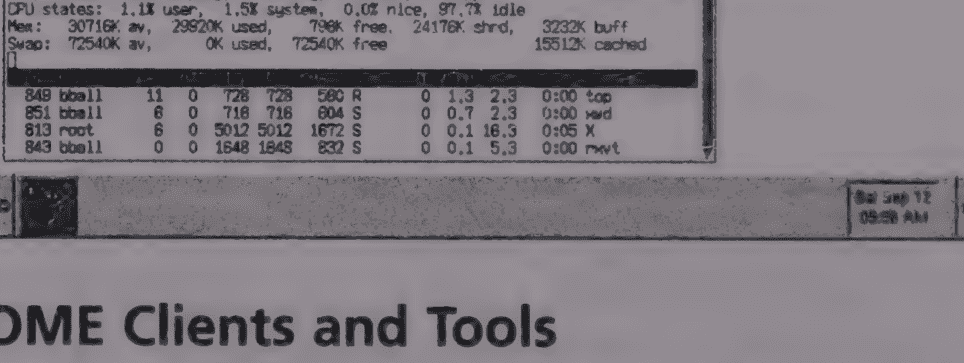 CPU states: 1.1% user, 1.5% system, 0.0% nice, 97.7% idle
Mem: 30716K av, 29920K used, 796K free, 24176K shrd, 3232K buff
Swap: 72540K av, 0K used, 72540K free 15512K cached
849 bball 11 0 728 728 580 R 0 1.3 2.3 0:00 top
851 bball 6 0 716 716 604 S 0 0.7 2.3 0:00 xwd
813 root 6 0 5012 5012 1672 S 0 0.1 16.3 0:05 X
843 bball 0 0 1648 1648 832 S 0 0.1 5.3 0:00 rxvt
Sat Sep 12
AM
OME Clients and Tools